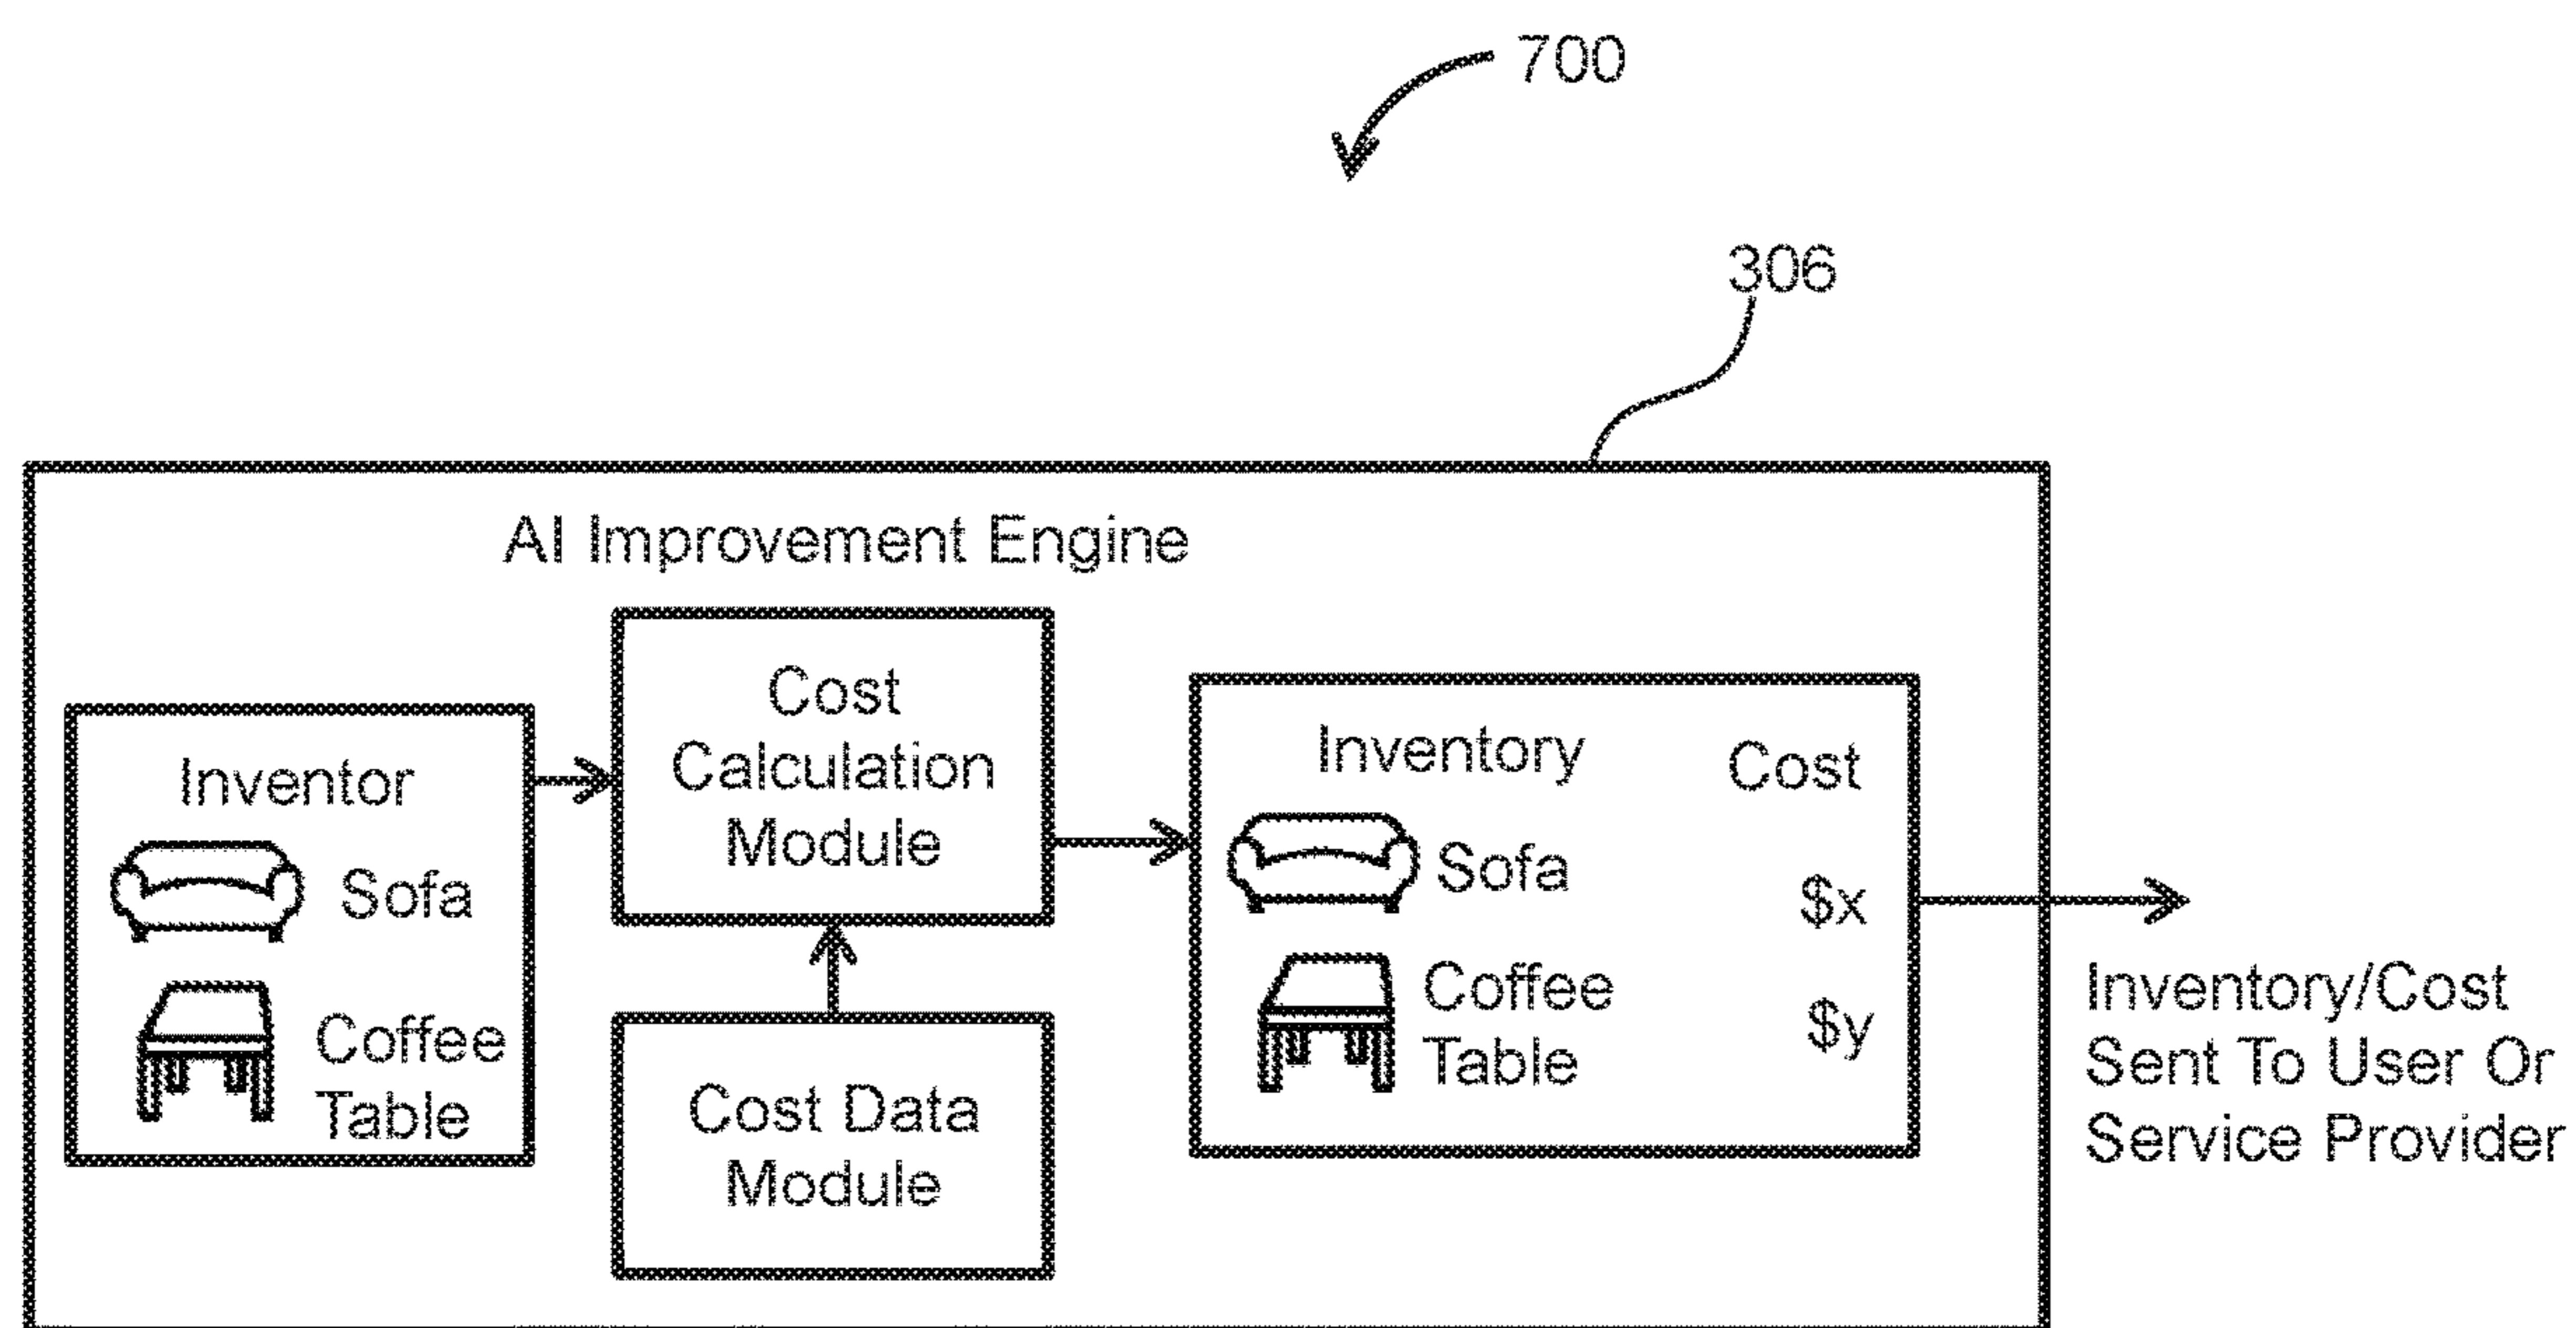 700
306
AI Improvement Engine
Inventor
Sofa
Coffee
Table
Cost
Calculation
Module
Cost Data
Module
Inventory
Cost
Sofa
$x
Coffee
Table
$y
Inventory/Cost
Sent To User Or
Service Provider